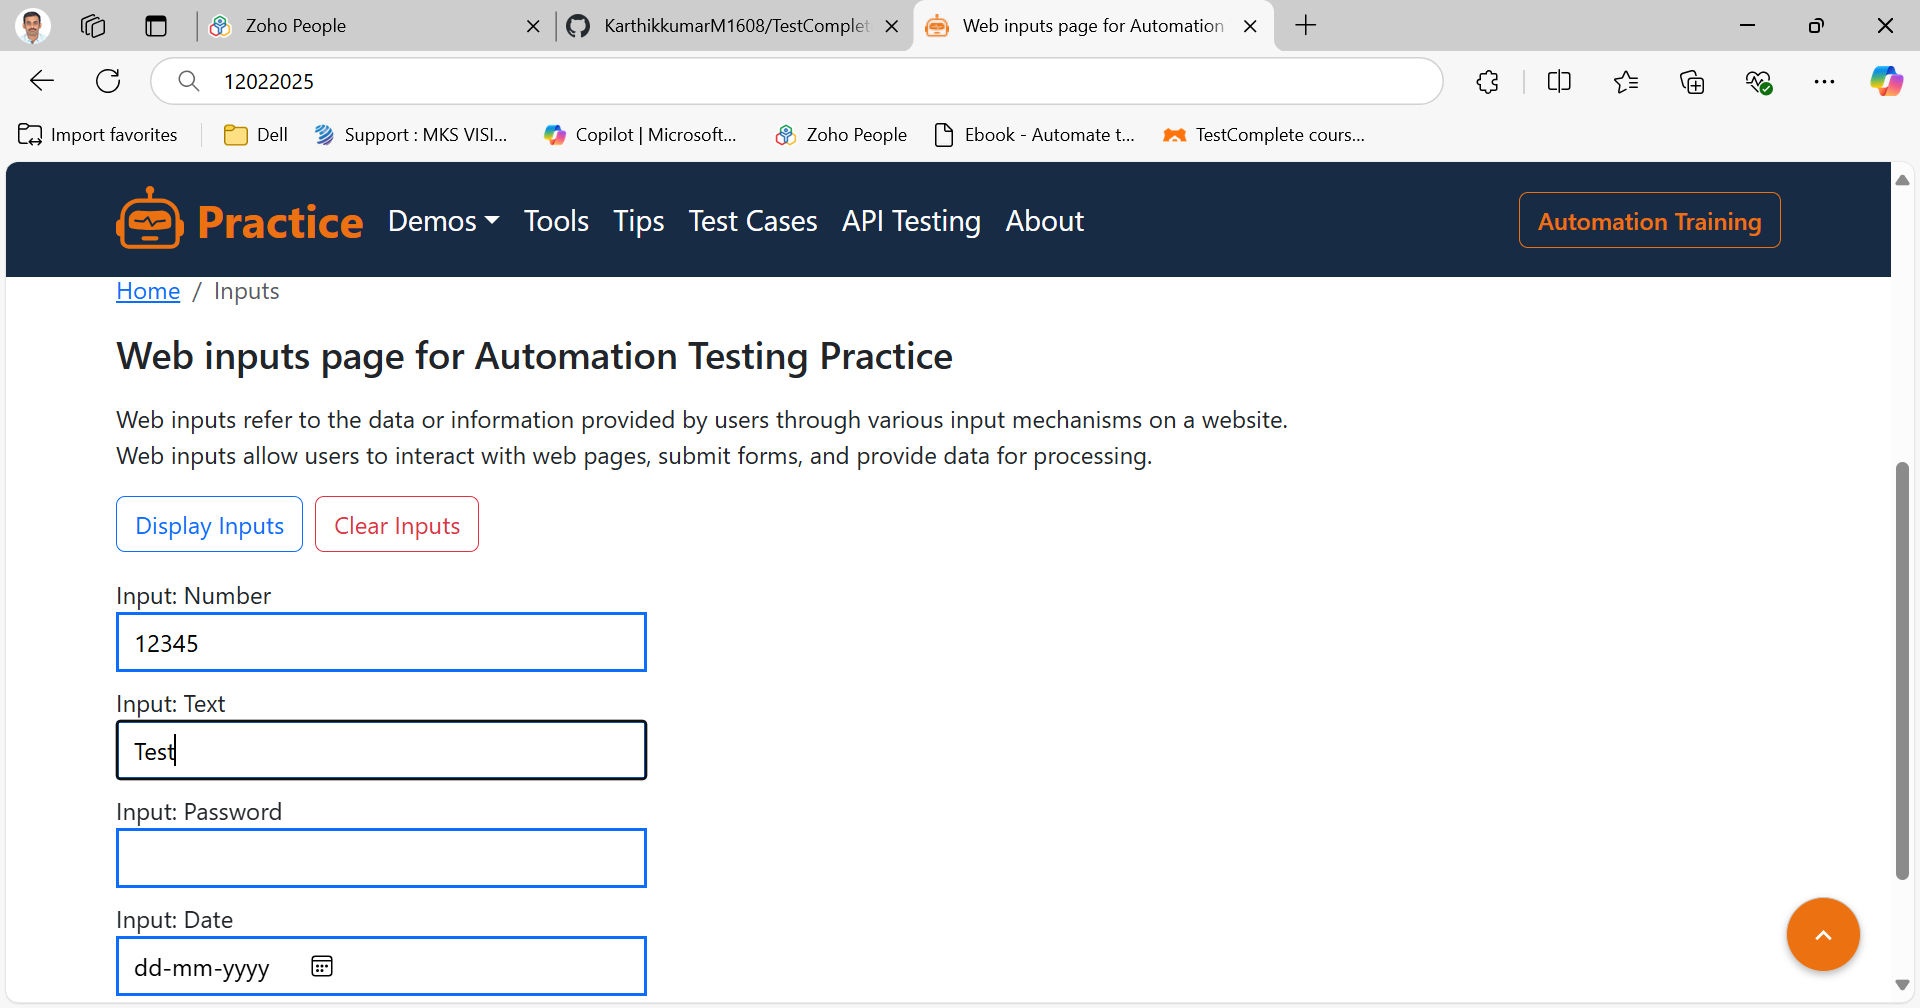 Zoho People
KarthikkumarM1608/TestComplet
Web inputs page for Automation
12022025
Import favorites
Dell
Support : MKS VISI...
Copilot | Microsoft...
Zoho People
Ebook - Automate t...
TestComplete cours...
Practice
Demos
Tools
Tips
Test Cases
API Testing
About
Automation Training
Home / Inputs
Web inputs page for Automation Testing Practice
Web inputs refer to the data or information provided by users through various input mechanisms on a website.
Web inputs allow users to interact with web pages, submit forms, and provide data for processing.
Display Inputs
Clear Inputs
Input: Number
12345
Input: Text
Test
Input: Password
Input: Date
dd-mm-yyyy